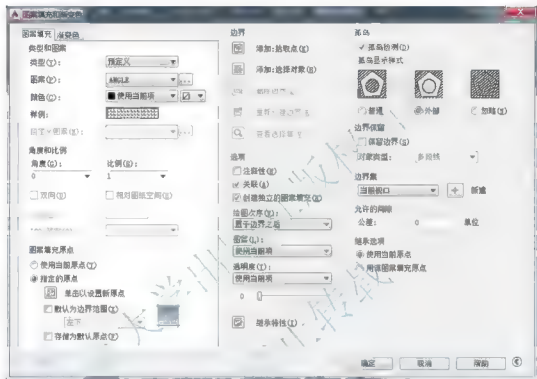 图案填充和渐变色
图案填充 渐变色
类型和图案
类型(Y): 预定义
图案(P): ANGLE
颜色(C): 使用当前项
样例:
自定义图案(M):
角度和比例
角度(G): 比例(S):
0 1
双向(U) 相对图纸空间(E)
图案填充原点
使用当前原点(T)
指定的原点
单击以设置新原点
默认为边界范围(X)
左下
存储为默认原点(F)
边界
添加:拾取点(K)
添加:选择对象(B)
查看选择集
选项
注释性(N)
关联(A)
创建独立的图案填充(H)
绘图次序(W):
置于边界之后
图层(L):
使用当前项
透明度(T):
使用当前项
0
继承特性(I)
孤岛
孤岛检测(D)
孤岛显示样式
普通 外部 忽略(N)
边界保留
保留边界(S)
对象类型: 多段线
边界集
当前视口 新建
允许的间隙
公差: 0 单位
继承选项
使用当前原点
用源图案填充原点
确定 取消 帮助